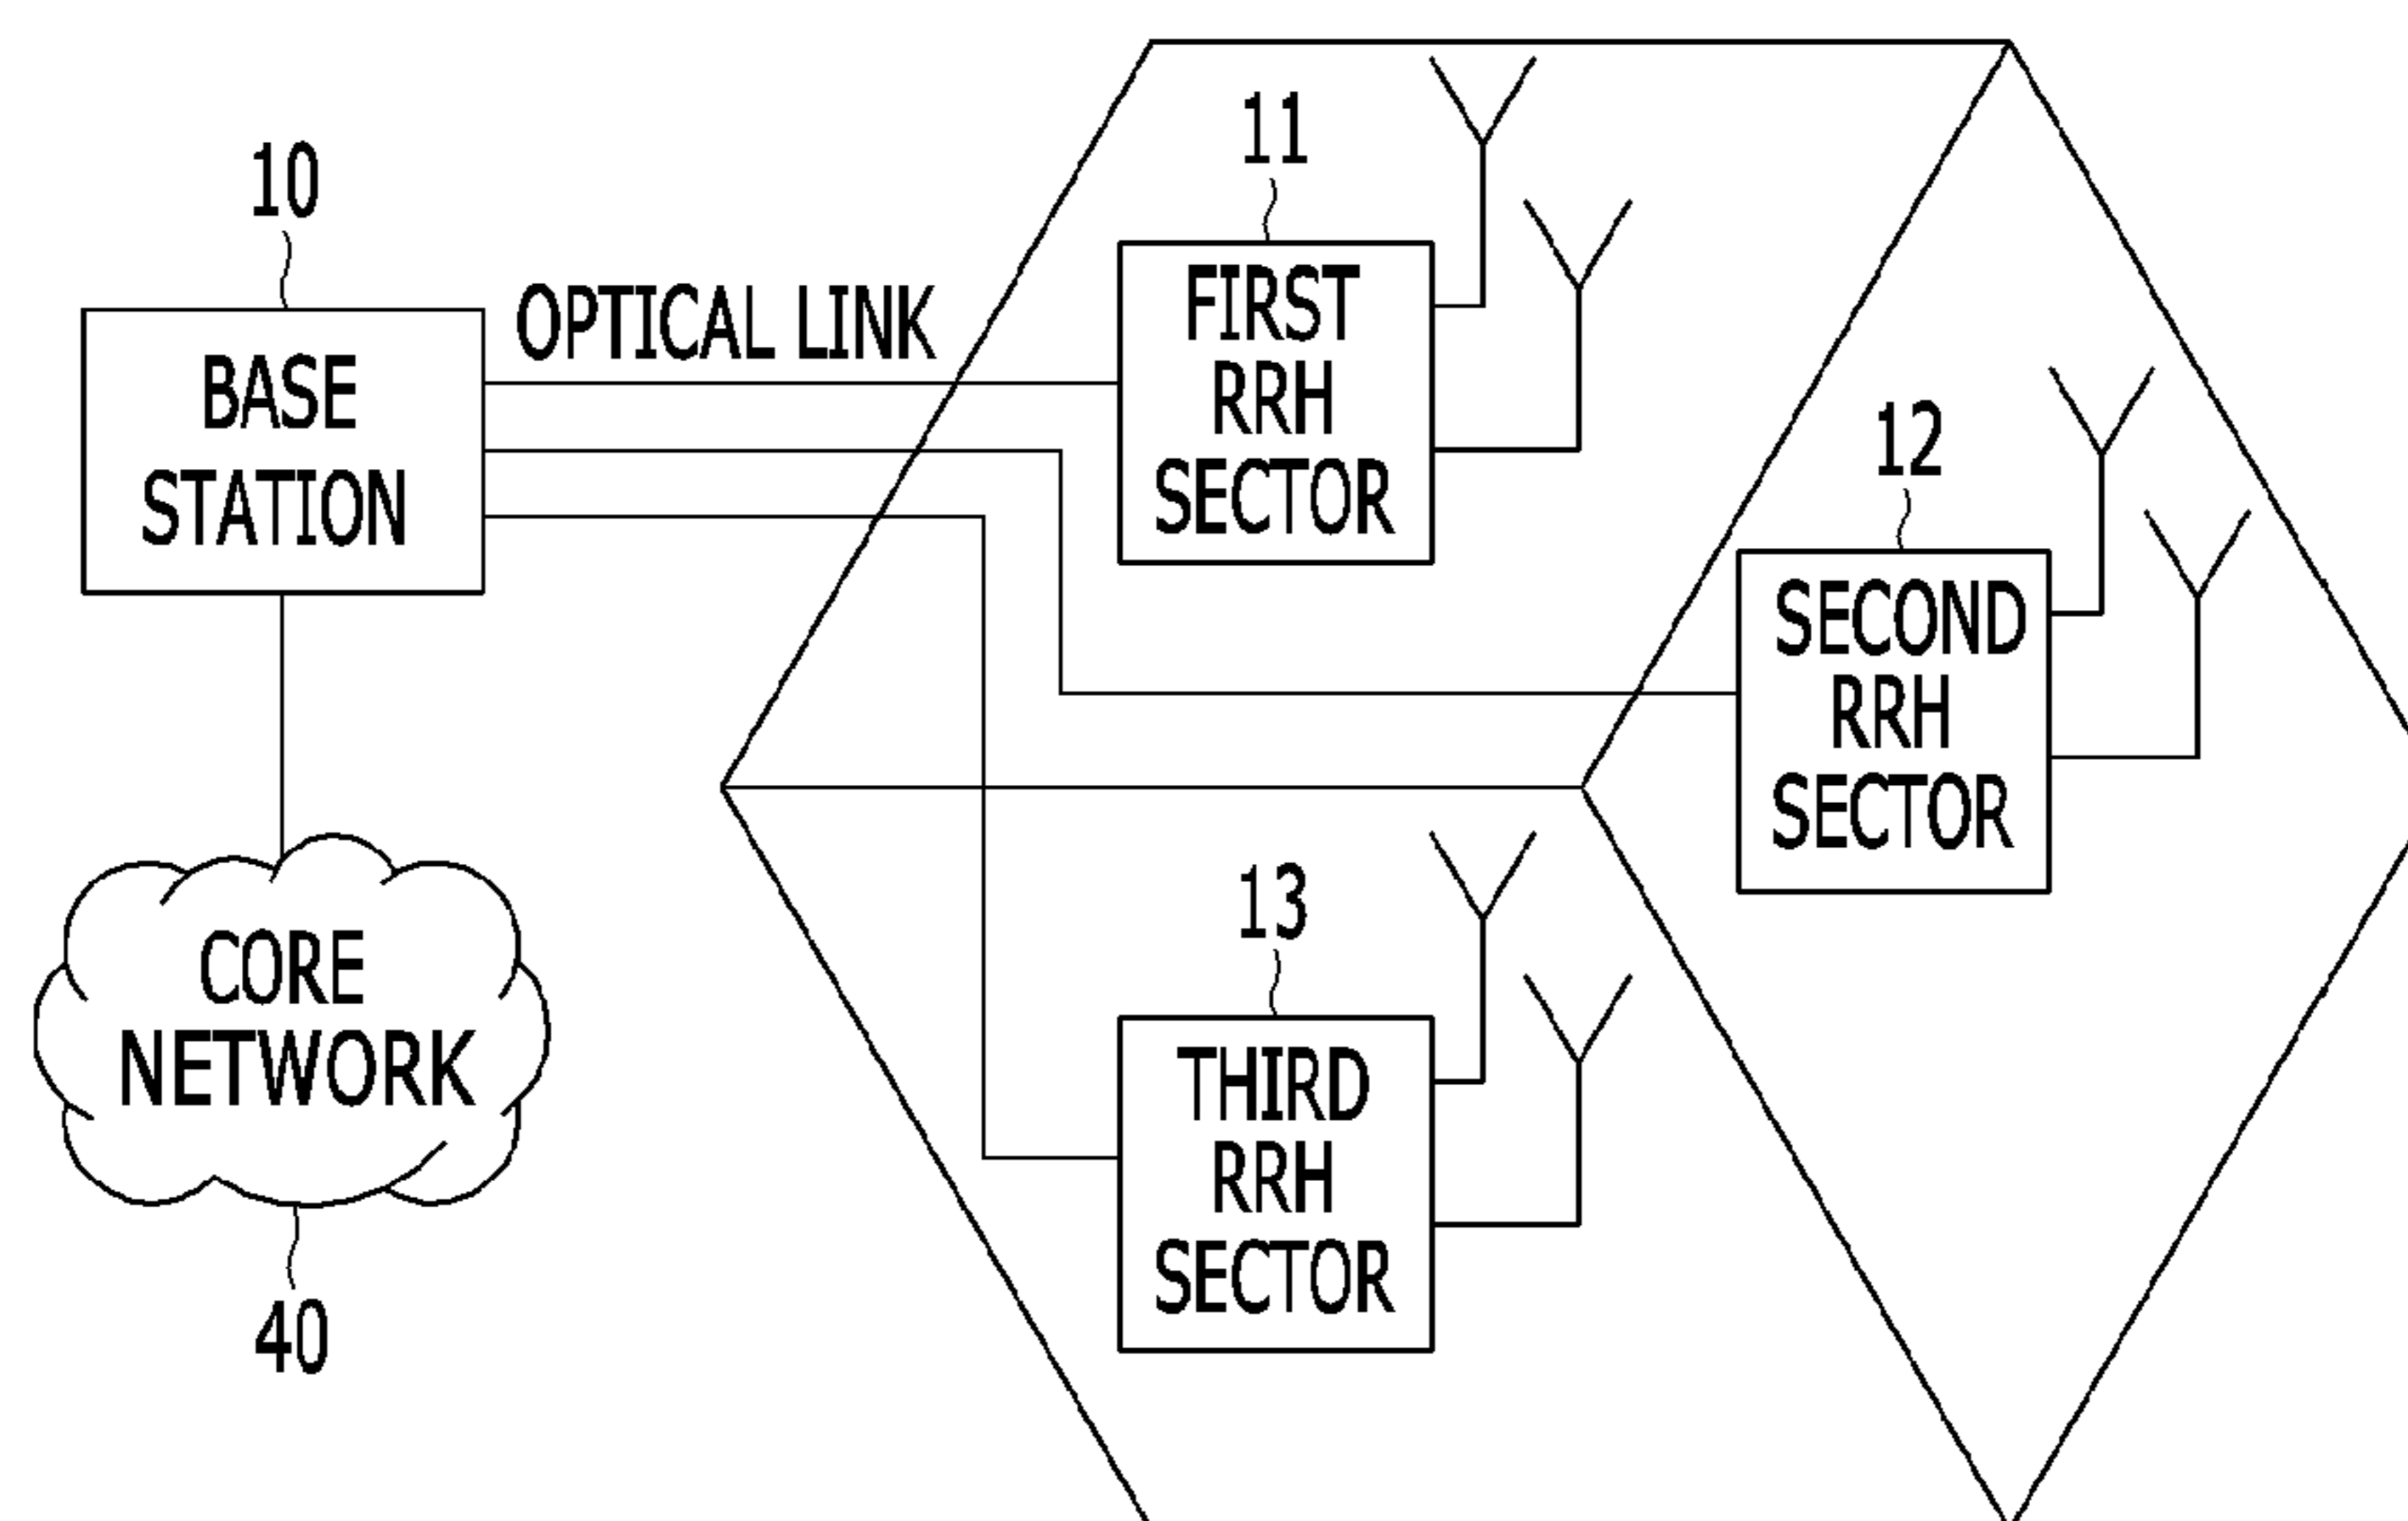 10
BASE
STATION
OPTICAL LINK
11
FIRST
RRH
SECTOR
12
SECOND
RRH
SECTOR
13
THIRD
RRH
SECTOR
CORE
NETWORK
40